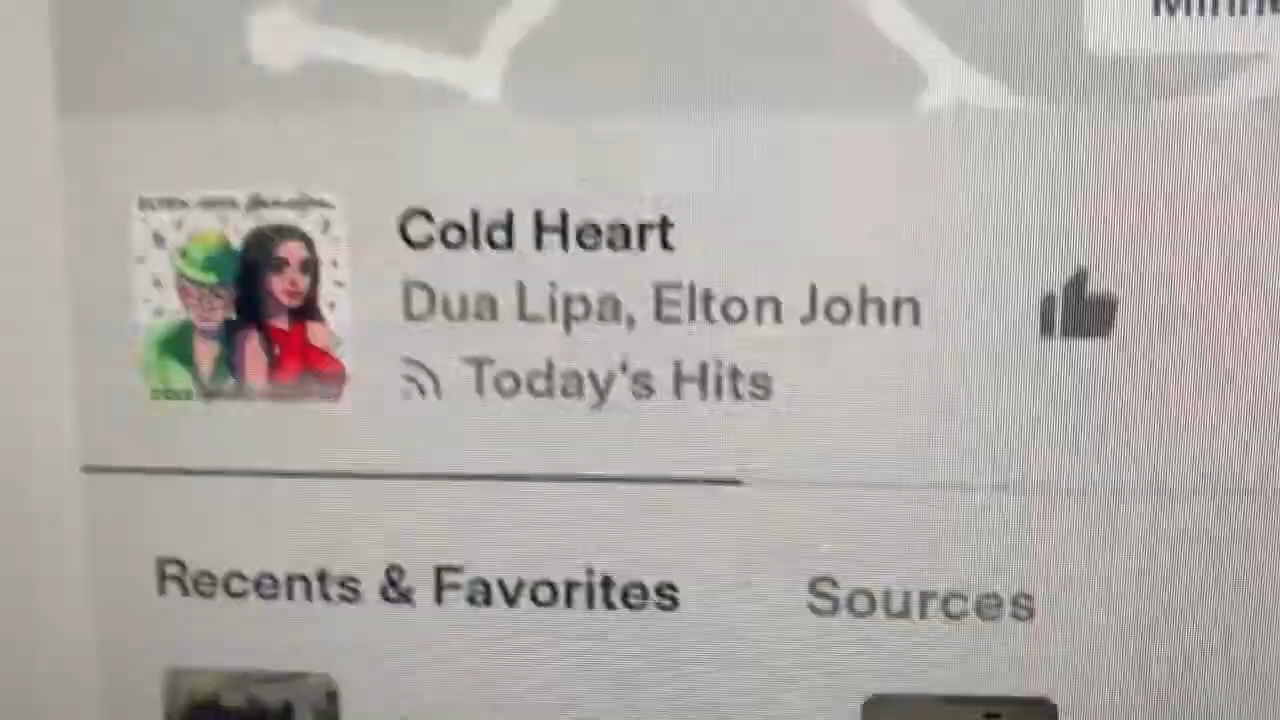 Cold Heart
Dua Lipa, Elton John
Today's Hits
Recents & Favorites
Sources